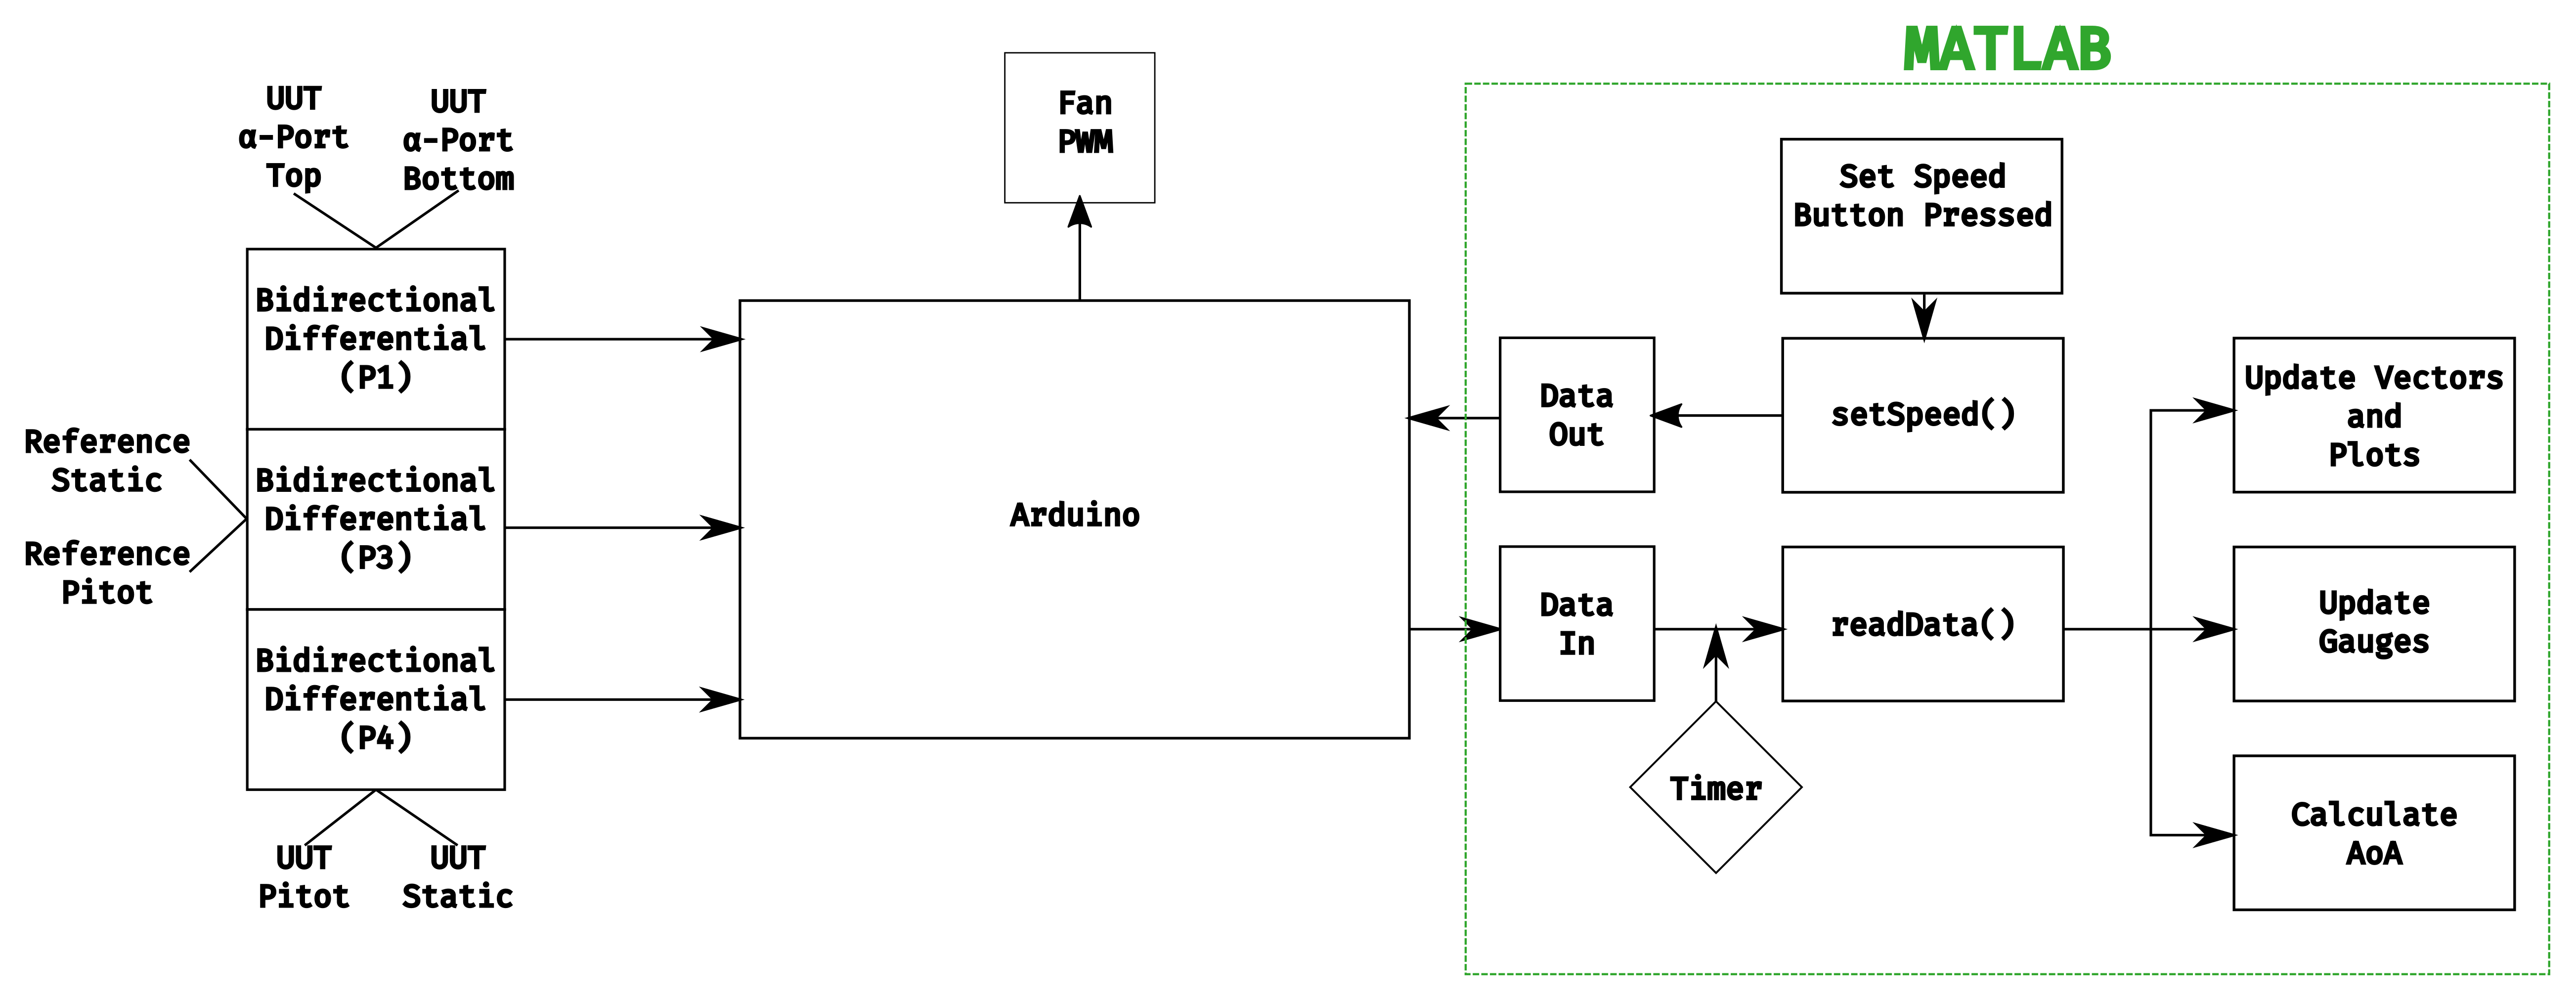 MATLAB
UUT
α-Port
Top
UUT
α-Port
Bottom
Fan
PWM
Set Speed
Button Pressed
Bidirectional
Differential
(P1)
Reference
Static
Bidirectional
Differential
(P3)
Reference
Pitot
Bidirectional
Differential
(P4)
UUT
Pitot
UUT
Static
Arduino
Data
Out
setSpeed()
Update Vectors
and
Plots
Data
In
readData()
Update
Gauges
Timer
Calculate
AoA